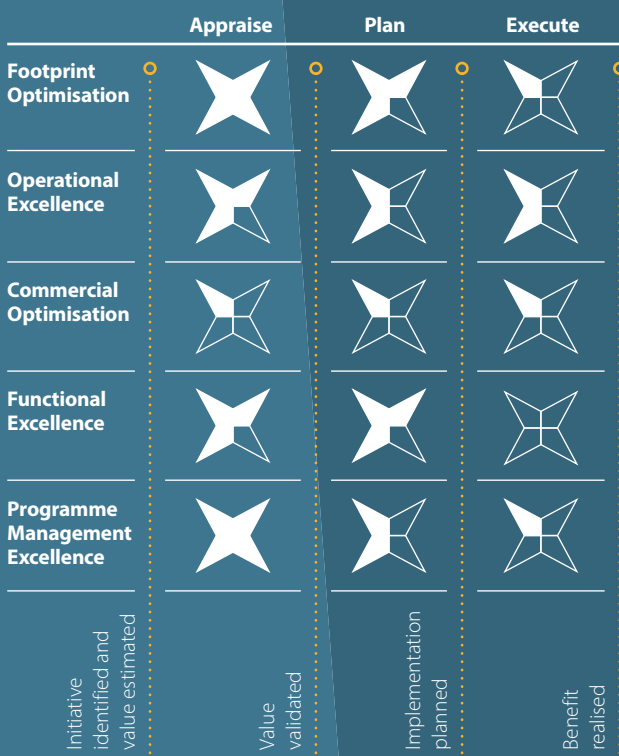 Appraise Plan Execute
Footprint
Optimisation
Operational
Excellence
Commercial
Optimisation
Functional
Excellence
Programme
Management
Excellence
Initiative
identified and
value estimated
Value
validated
Implementation
planned
Benefit
realised